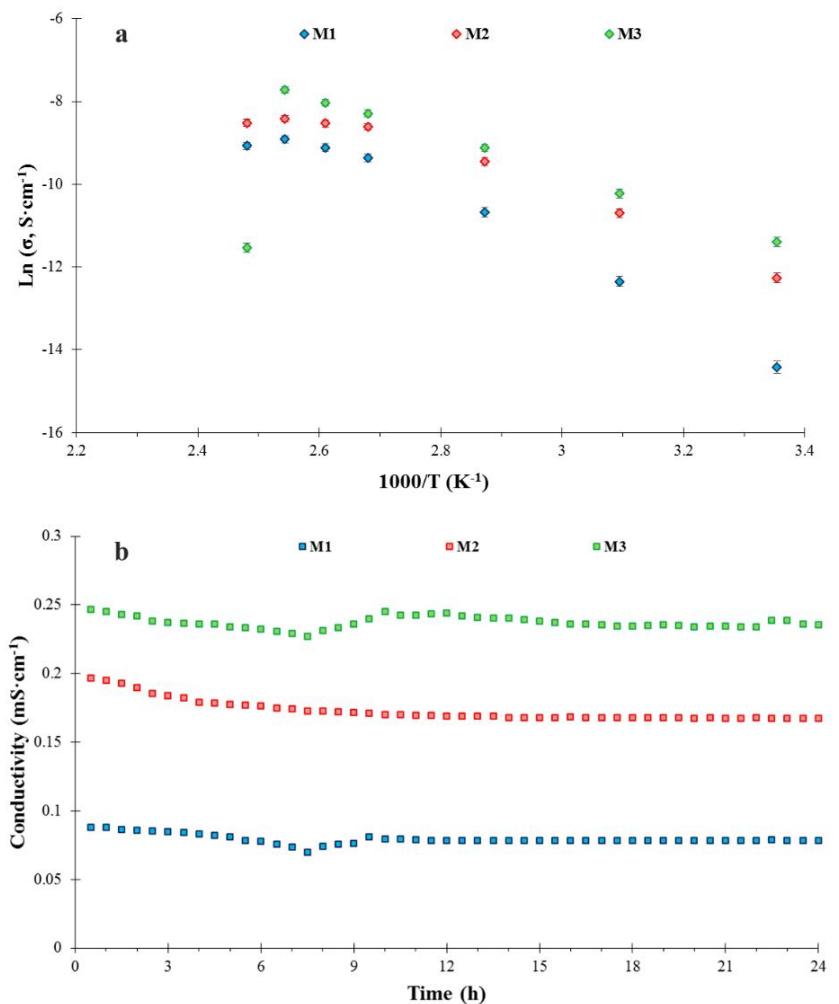 a
M1 M2 M3
-6
-8
-10
-12
-14
-16
Ln (σ, S·cm⁻¹)
2.2 2.4 2.6 2.8 3 3.2 3.4
1000/T (K⁻¹)
b
M1 M2 M3
0.3
0.25
0.2
0.15
0.1
0.05
0
Conductivity (mS·cm⁻¹)
0 3 6 9 12 15 18 21 24
Time (h)